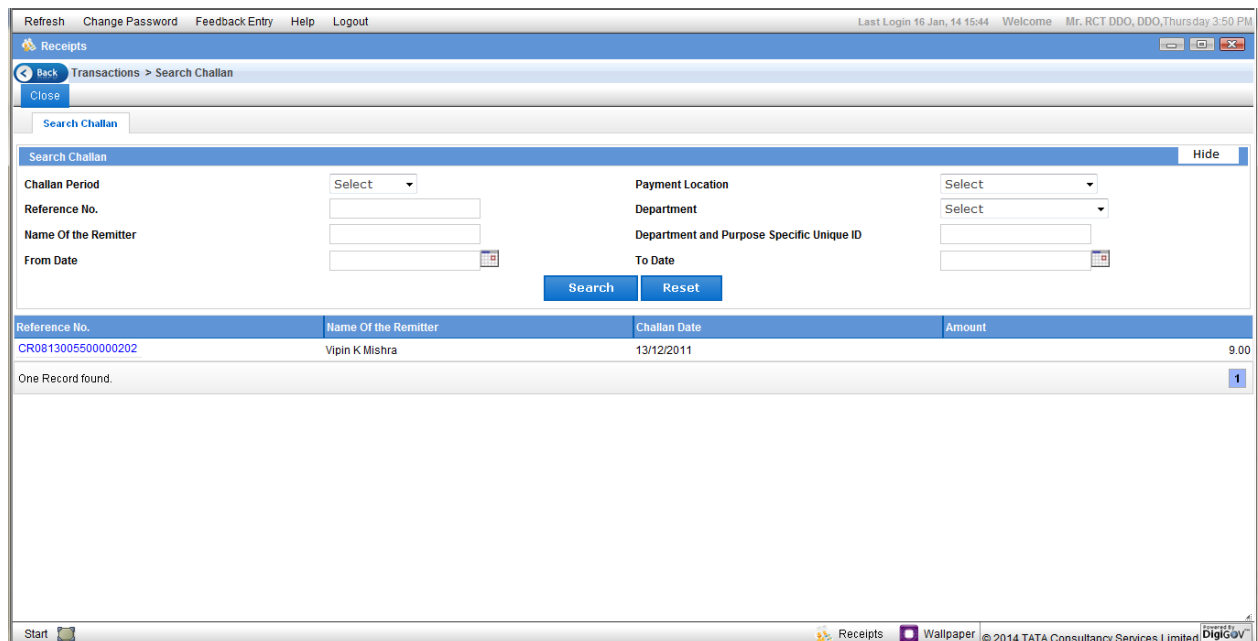 Refresh Change Password Feedback Entry Help Logout Last Login 16 Jan, 14 15:44 Welcome Mr. RCT DDO, DDO,Thursday 3:50 PM
Receipts
Back Transactions > Search Challan
Close
Search Challan
Search Challan Hide
Challan Period Select Payment Location Select
Reference No. Department Select
Name Of the Remitter Department and Purpose Specific Unique ID
From Date To Date
Search Reset
Reference No. Name Of the Remitter Challan Date Amount
CR0813005500000202 Vipin K Mishra 13/12/2011 9.00
One Record found. 1
Start Receipts Wallpaper © 2014 TATA Consultancy Services Limited Powered By DigiGOV